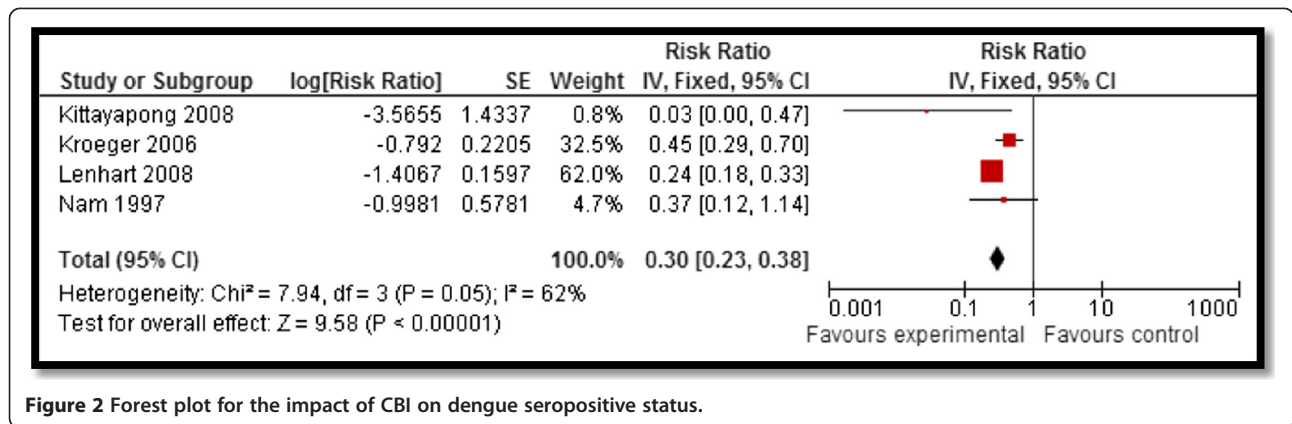 Risk Ratio Risk Ratio
Study or Subgroup log[Risk Ratio] SE Weight IV, Fixed, 95% CI IV, Fixed, 95% CI
Kittayapong 2008 -3.5655 1.4337 0.8% 0.03 [0.00, 0.47]
Kroeger 2006 -0.792 0.2205 32.5% 0.45 [0.29, 0.70]
Lenhart 2008 -1.4067 0.1597 62.0% 0.24 [0.18, 0.33]
Nam 1997 -0.9981 0.5781 4.7% 0.37 [0.12, 1.14]
Total (95% CI) 100.0% 0.30 [0.23, 0.38]
Heterogeneity: Chi² = 7.94, df = 3 (P = 0.05); I² = 62%
Test for overall effect: Z = 9.58 (P < 0.00001)
0.001 0.1 1 10 1000
Favours experimental Favours control
Figure 2 Forest plot for the impact of CBI on dengue seropositive status.